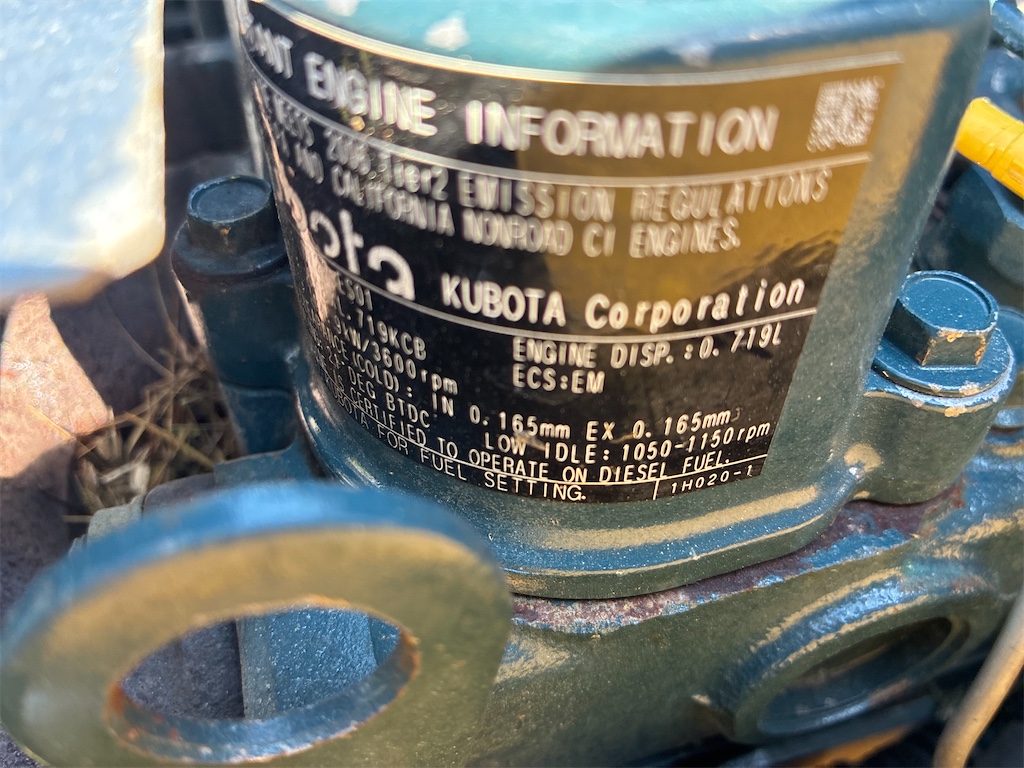 ENGINE INFORMATION
2008 Tier2 EMISSION REGULATIONS
CALIFORNIA NONROAD CI ENGINES.
KUBOTA Corporation
ENGINE DISP.:0.719L
.719KCB ECS:EM
/3600rpm
(COLD): IN 0.165mm EX 0.165mm
DEG BTDC LOW IDLE:1050-1150rpm
CERTIFIED TO OPERATE ON DIESEL FUEL.
FOR FUEL SETTING. 1H020-1